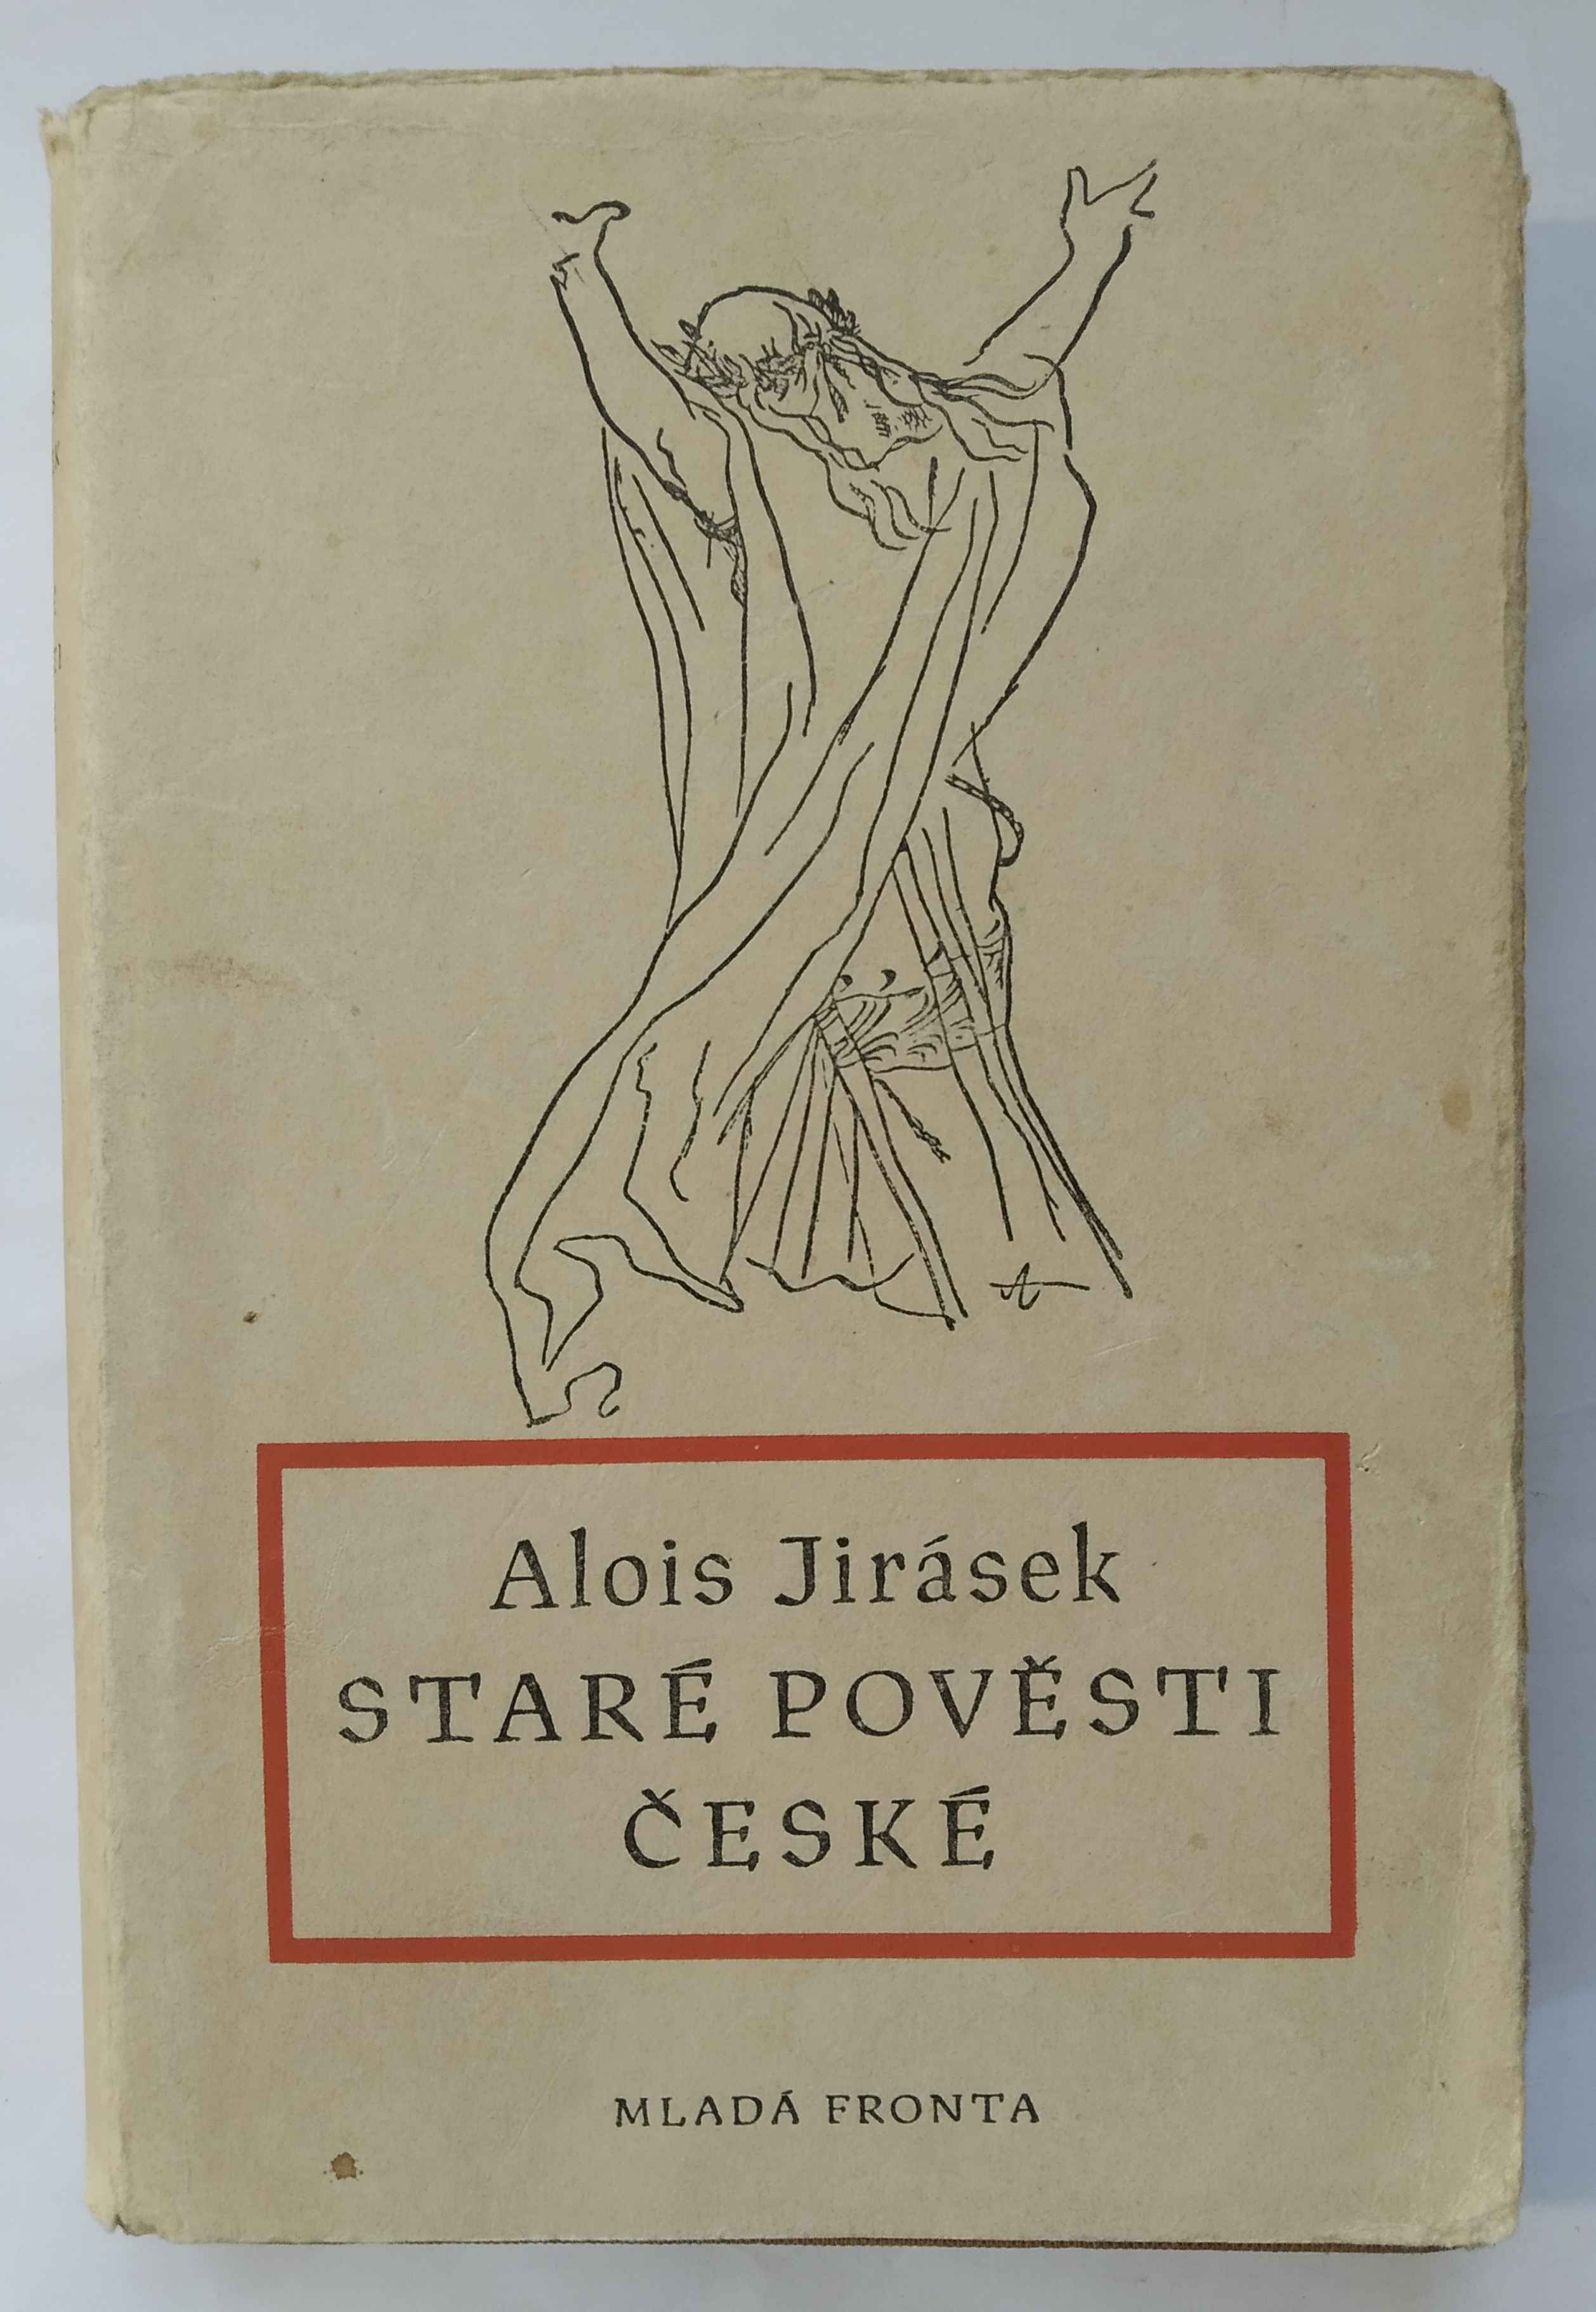 Alois Jirásek
STARÉ POVĚSTI
ČESKÉ
MLADÁ FRONTA